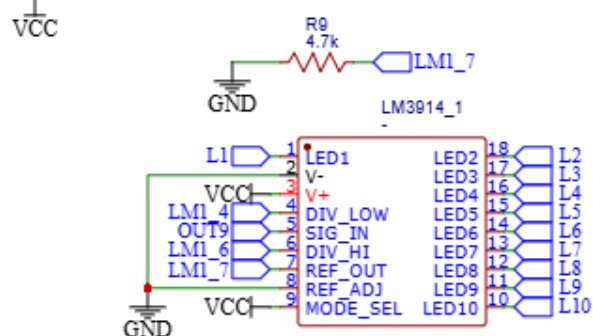 VCC
R9
4.7k
LM1_7
GND
LM3914_1
-
L1 1 LED1 LED2 18 L2
2 V- LED3 17 L3
VCC 3 V+ LED4 16 L4
LM1_4 4 DIV_LOW LED5 15 L5
OUT9 5 SIG_IN LED6 14 L6
LM1_6 6 DIV_HI LED7 13 L7
LM1_7 7 REF_OUT LED8 12 L8
8 REF_ADJ LED9 11 L9
VCC 9 MODE_SEL LED10 10 L10
GND